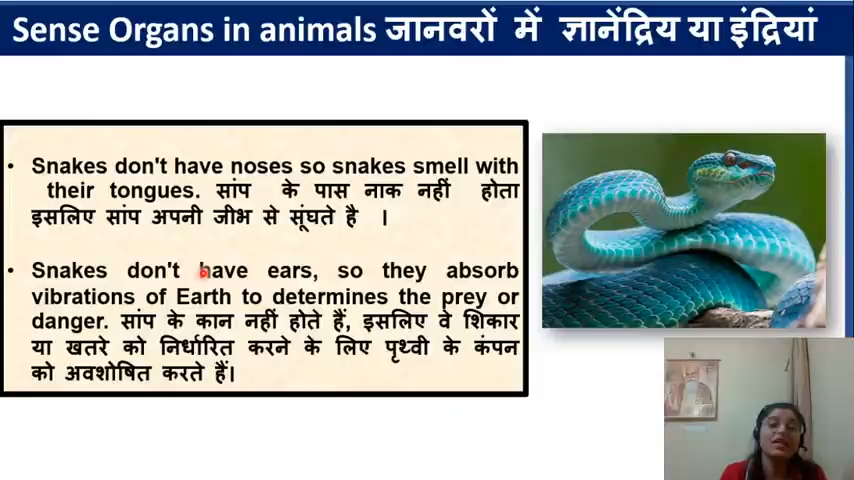 Sense Organs in animals जानवरों में ज्ञानेंद्रिय या इंद्रियां
• Snakes don't have noses so snakes smell with
their tongues. सांप के पास नाक नहीं होता
इसलिए सांप अपनी जीभ से सूंघते है ।
• Snakes don't have ears, so they absorb
vibrations of Earth to determines the prey or
danger. सांप के कान नहीं होते हैं, इसलिए वे शिकार
या खतरे को निर्धारित करने के लिए पृथ्वी के कंपन
को अवशोषित करते हैं।